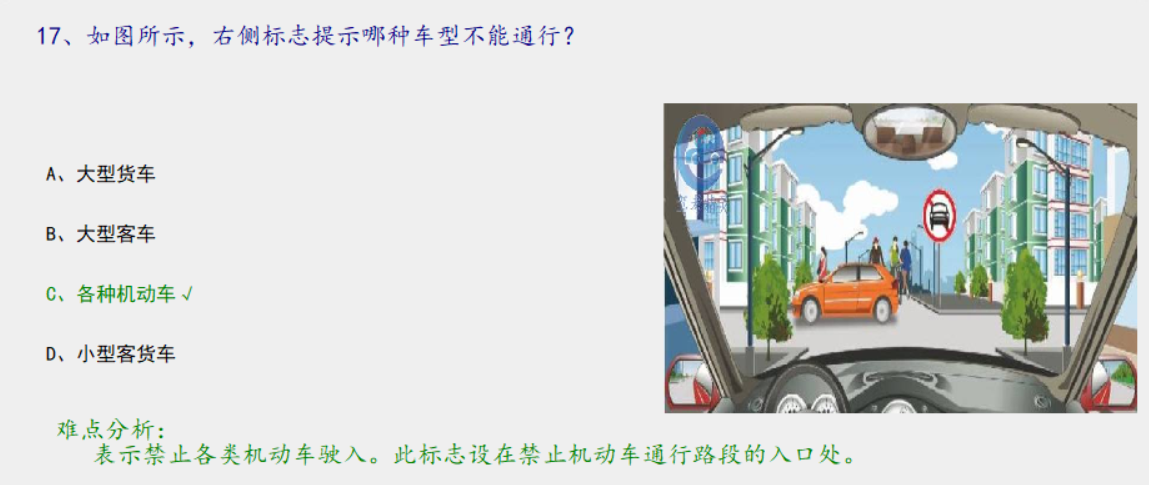 17、如图所示，右侧标志提示哪种车型不能通行？
A、大型货车
B、大型客车
C、各种机动车√
D、小型客货车
难点分析：
表示禁止各类机动车驶入。此标志设在禁止机动车通行路段的入口处。